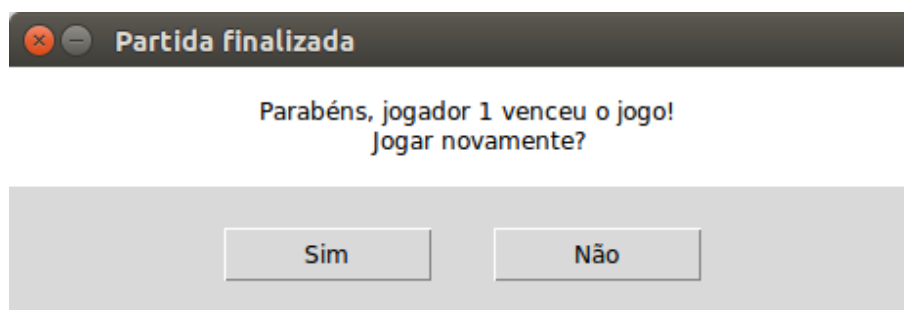 Partida finalizada
Parabéns, jogador 1 venceu o jogo!
Jogar novamente?
Sim
Não